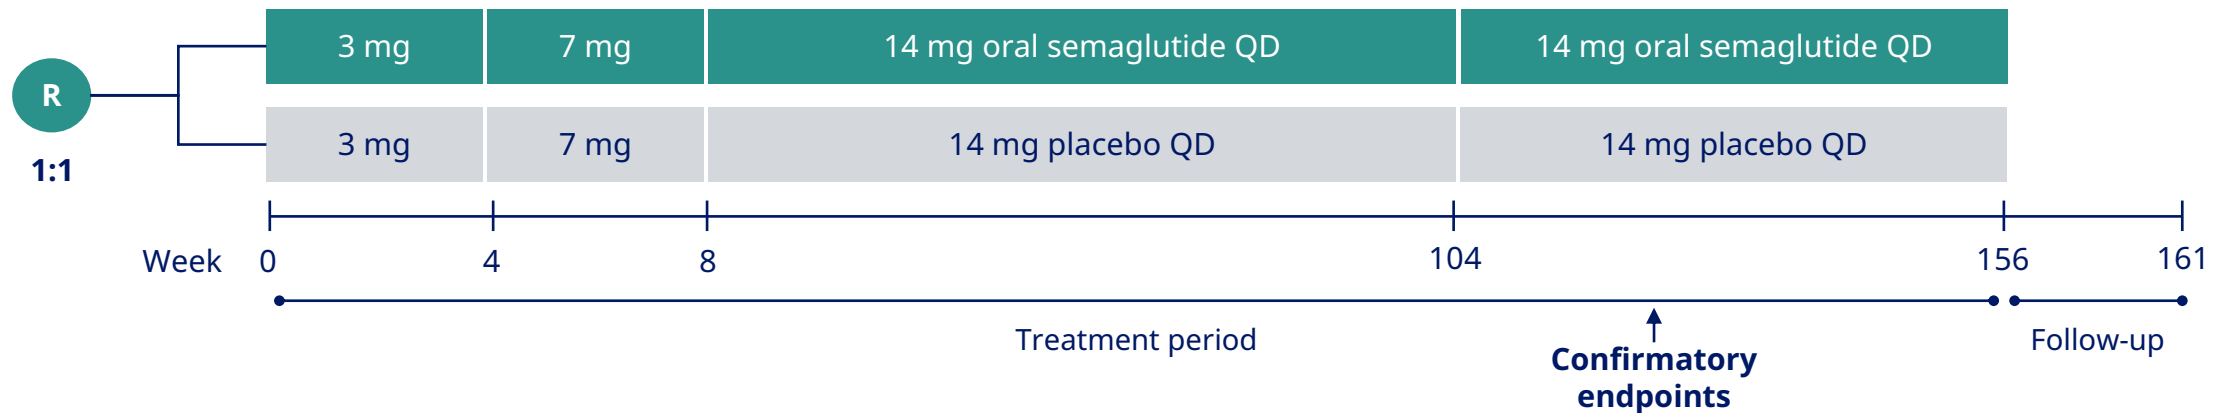 R
1:1
3 mg 7 mg 14 mg oral semaglutide QD 14 mg oral semaglutide QD
3 mg 7 mg 14 mg placebo QD 14 mg placebo QD
Week 0 4 8 104 156 161
Treatment period
Follow-up
Confirmatory
endpoints